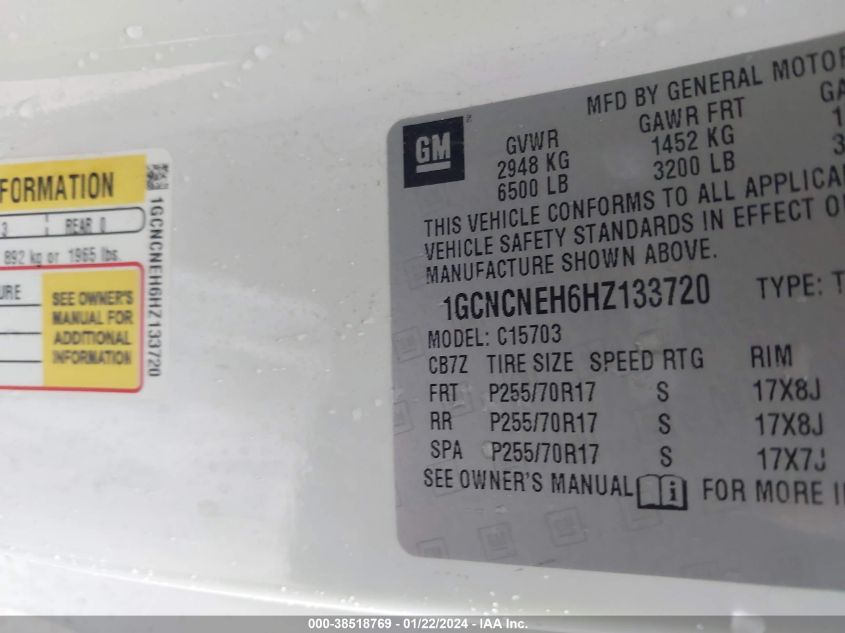 FORMATION
3 REAR 0
892 kg or 1965 lbs.
URE
SEE OWNER'S
MANUAL FOR
ADDITIONAL
INFORMATION
1GCNCNEH6HZ133720
GM
MFD BY GENERAL MOTOR
GVWR GAWR FRT GA
2948 KG 1452 KG 1
6500 LB 3200 LB 3
THIS VEHICLE CONFORMS TO ALL APPLICA
VEHICLE SAFETY STANDARDS IN EFFECT O
MANUFACTURE SHOWN ABOVE.
1GCNCNEH6HZ133720 TYPE: T
MODEL: C15703
CB7Z TIRE SIZE SPEED RTG RIM
FRT P255/70R17 S 17X8J
RR P255/70R17 S 17X8J
SPA P255/70R17 S 17X7J
SEE OWNER'S MANUAL i FOR MORE I
000-38518769 - 01/22/2024 - IAA Inc.